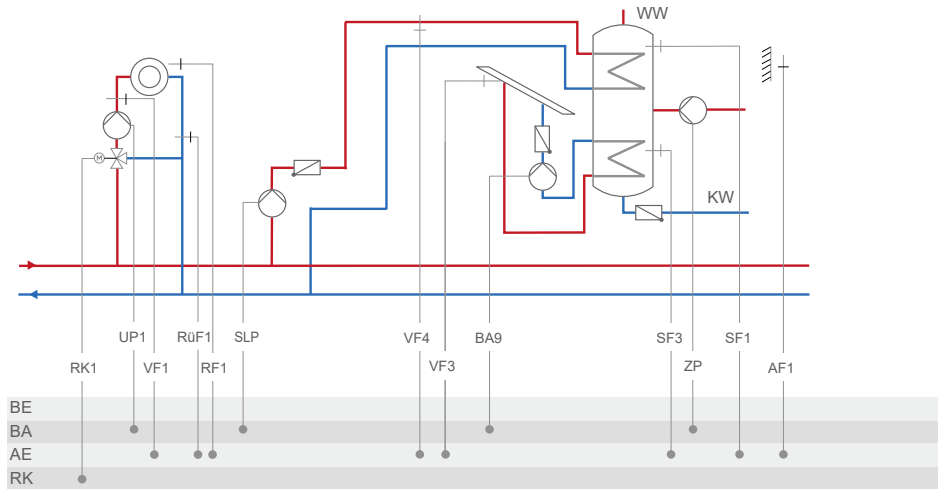 WW
M
KW
UP1 RüF1 SLP VF4 BA9 SF3 SF1
RK1 VF1 RF1 VF3 ZP AF1
BE
BA
AE
RK